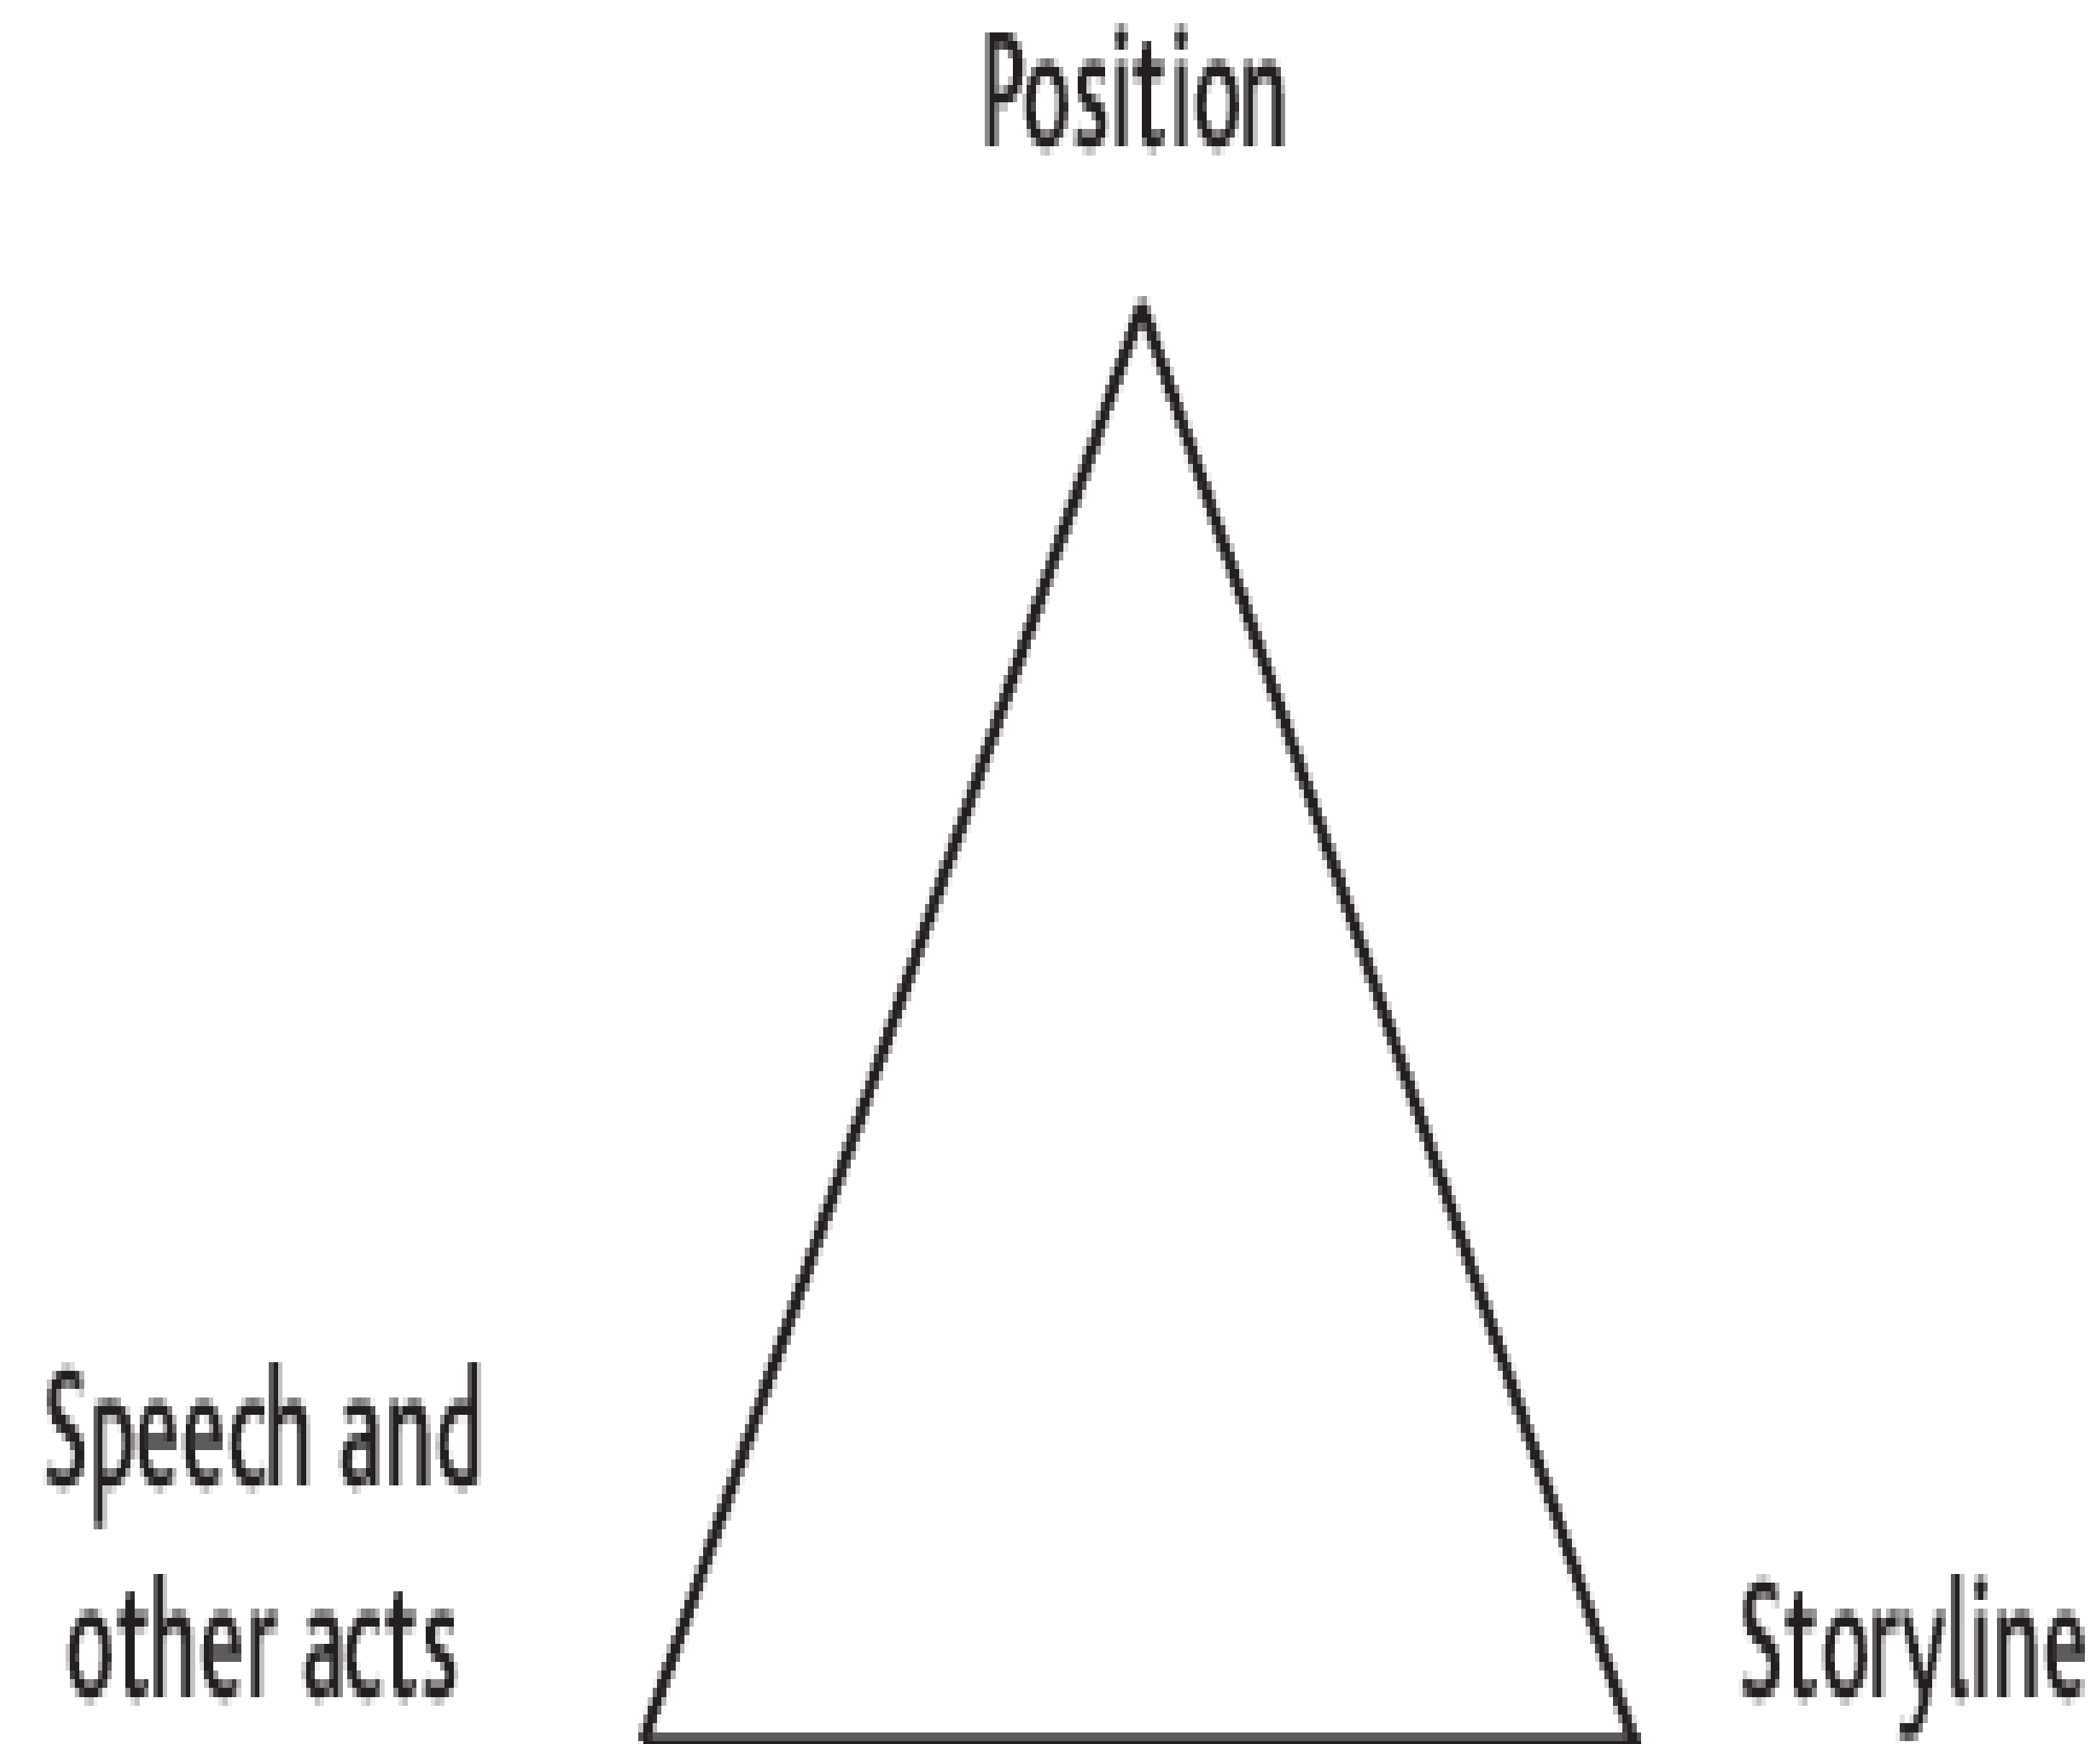 Position
Speech and
other acts
Storyline